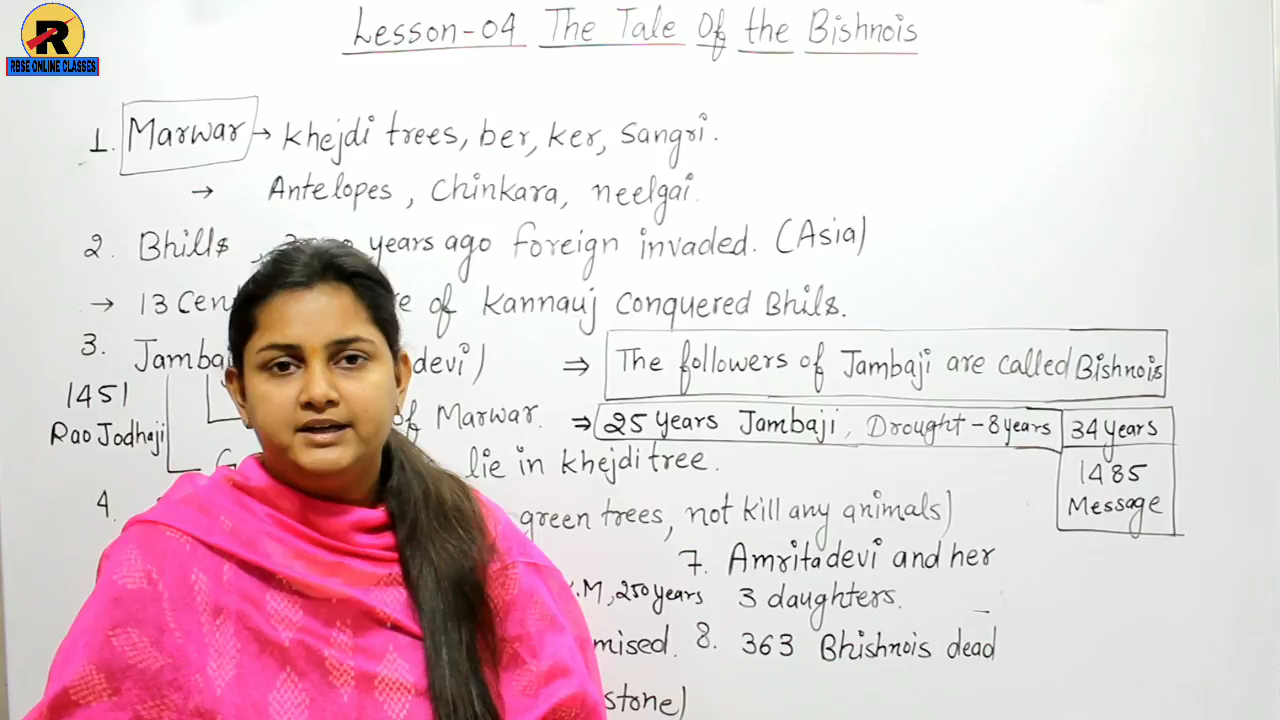 R
RBSE ONLINE CLASSES
Lesson-04 The Tale Of the Bishnois
1. Marwar → Khejdi trees, ber, ker, Sangri.
→ Antelopes, Chinkara, neelgai.
2. Bhills years ago foreign invaded. (Asia)
→ 13 of Kannauj conquered Bhils.
3. devi) ⇒ The followers of Jambaji are called Bishnois
1451
Rao Jodhaji
of Marwar. ⇒ 25 years Jambaji, Drought - 8 years 34 years
1485
Message
lie in khejdi tree.
4. green trees, not kill any animals)
7. Amritadevi and her
3 daughters.
.M, 250 years
8. 363 Bhishnois dead
stone)